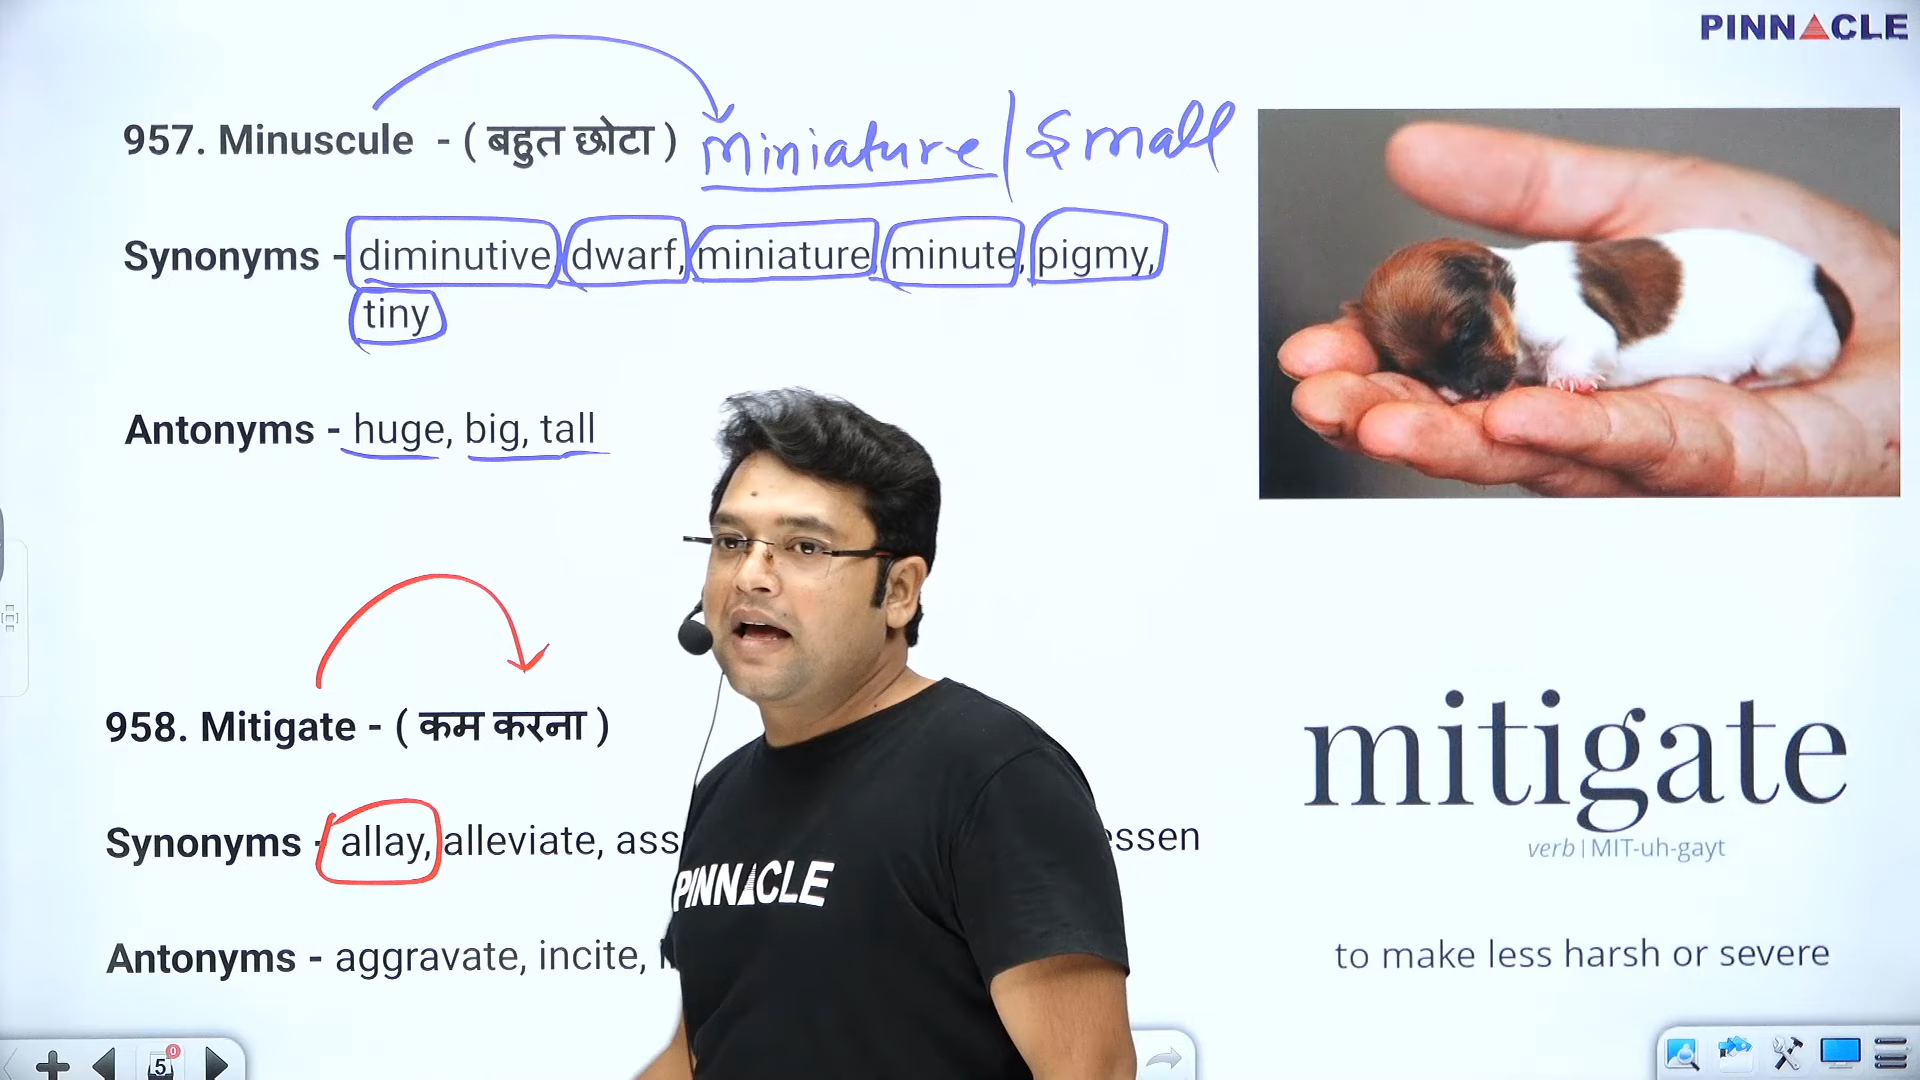 PINNACLE
957. Minuscule - ( बहुत छोटा ) Miniature | Small
Synonyms - diminutive, dwarf, miniature, minute, pigmy,
tiny
Antonyms - huge, big, tall
958. Mitigate - ( कम करना )
mitigate
verb | MIT-uh-gayt
Synonyms - allay, alleviate,
PINNACLE
Antonyms - aggravate, incite,
to make less harsh or severe
5
0